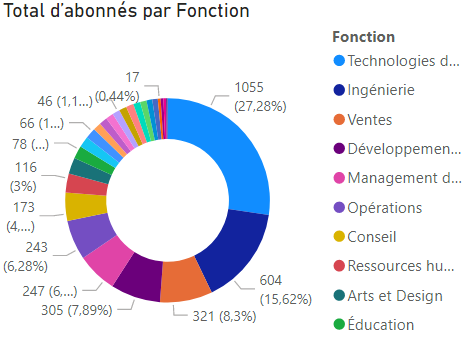 Total d'abonnés par Fonction
17
(0,44%)
46 (1,1...)
66 (1...)
78 (...)
116
(3%)
173
(4,...)
243
(6,28%)
247 (6,...)
305 (7,89%)
321 (8,3%)
604
(15,62%)
1055
(27,28%)
Fonction
Technologies d...
Ingénierie
Ventes
Développemen...
Management d...
Opérations
Conseil
Ressources hu...
Arts et Design
Éducation